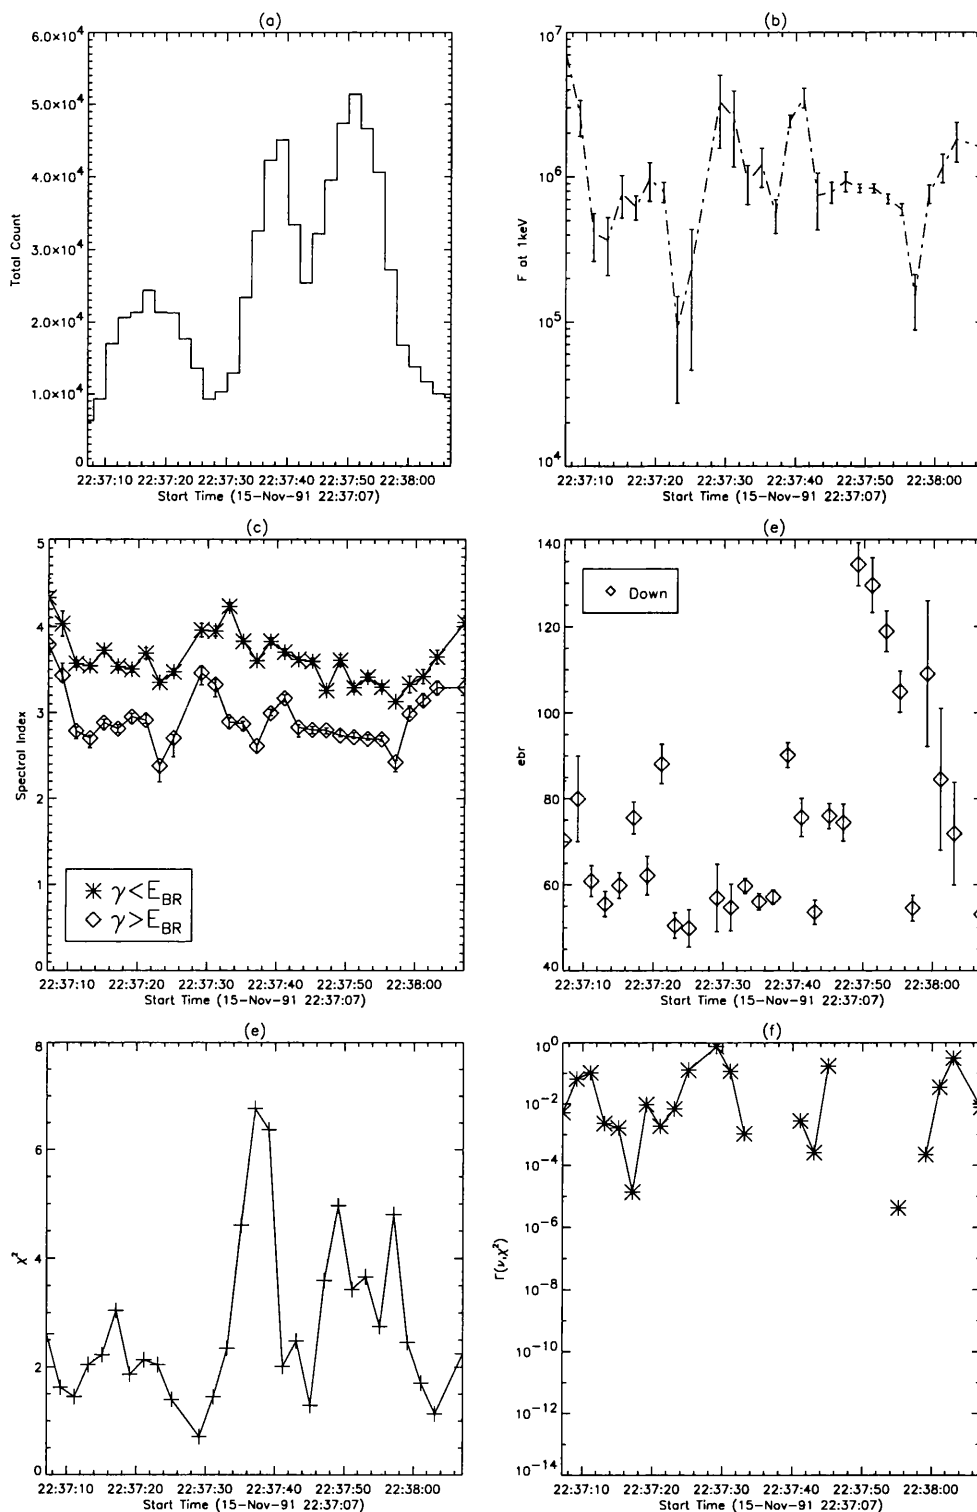 (a)
6.0×10⁴
5.0×10⁴
4.0×10⁴
3.0×10⁴
2.0×10⁴
1.0×10⁴
0
Total Count
22:37:10 22:37:20 22:37:30 22:37:40 22:37:50 22:38:00
Start Time (15-Nov-91 22:37:07)
(b)
10⁷
10⁶
10⁵
10⁴
F at 1keV
22:37:10 22:37:20 22:37:30 22:37:40 22:37:50 22:38:00
Start Time (15-Nov-91 22:37:07)
(c)
5
4
3
2
1
0
Spectral Index
γ<E_BR
γ>E_BR
22:37:10 22:37:20 22:37:30 22:37:40 22:37:50 22:38:00
Start Time (15-Nov-91 22:37:07)
(e)
140
120
100
80
60
40
ebr
Down
22:37:10 22:37:20 22:37:30 22:37:40 22:37:50 22:38:00
Start Time (15-Nov-91 22:37:07)
(e)
8
6
4
2
0
χ²
22:37:10 22:37:20 22:37:30 22:37:40 22:37:50 22:38:00
Start Time (15-Nov-91 22:37:07)
(f)
10⁰
10⁻²
10⁻⁴
10⁻⁶
10⁻⁸
10⁻¹⁰
10⁻¹²
10⁻¹⁴
Γ(ν,χ²)
22:37:10 22:37:20 22:37:30 22:37:40 22:37:50 22:38:00
Start Time (15-Nov-91 22:37:07)